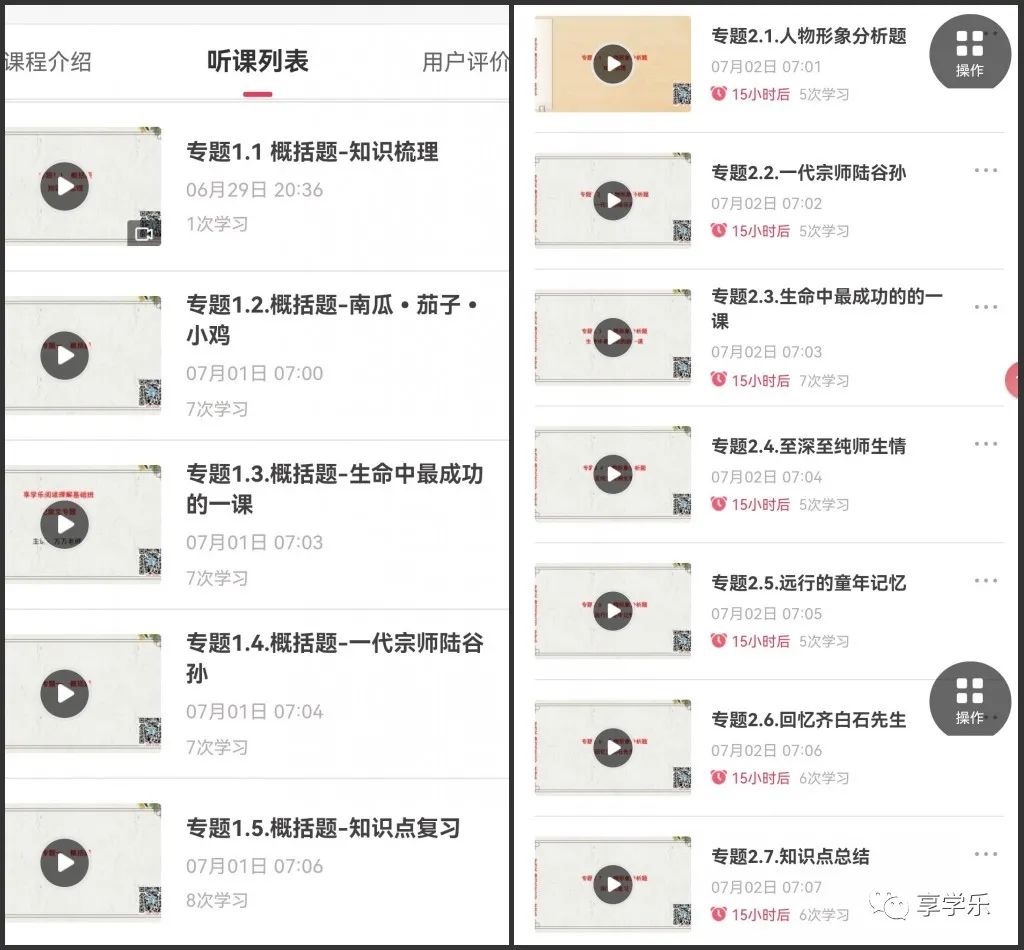 课程介绍
听课列表
用户评价
专题1.1 概括题-知识梳理
06月29日 20:36
1次学习
专题1.2.概括题-南瓜·茄子·
小鸡
07月01日 07:00
7次学习
享学乐阅读理解基础班
专题1.3.概括题-生命中最成功
的一课
07月01日 07:03
7次学习
专题1.4.概括题-一代宗师陆谷
孙
07月01日 07:04
7次学习
专题1.5.概括题-知识点复习
07月01日 07:06
8次学习
专题2.1.人物形象分析题
07月02日 07:01
15小时后 5次学习
操作
专题2.2.一代宗师陆谷孙
07月02日 07:02
15小时后 5次学习
专题2.3.生命中最成功的的一
课
07月02日 07:03
15小时后 7次学习
专题2.4.至深至纯师生情
07月02日 07:04
15小时后 5次学习
专题2.5.远行的童年记忆
07月02日 07:05
15小时后 5次学习
操作
专题2.6.回忆齐白石先生
07月02日 07:06
15小时后 6次学习
专题2.7.知识点总结
07月02日 07:07
15小时后 6次学习
享学乐